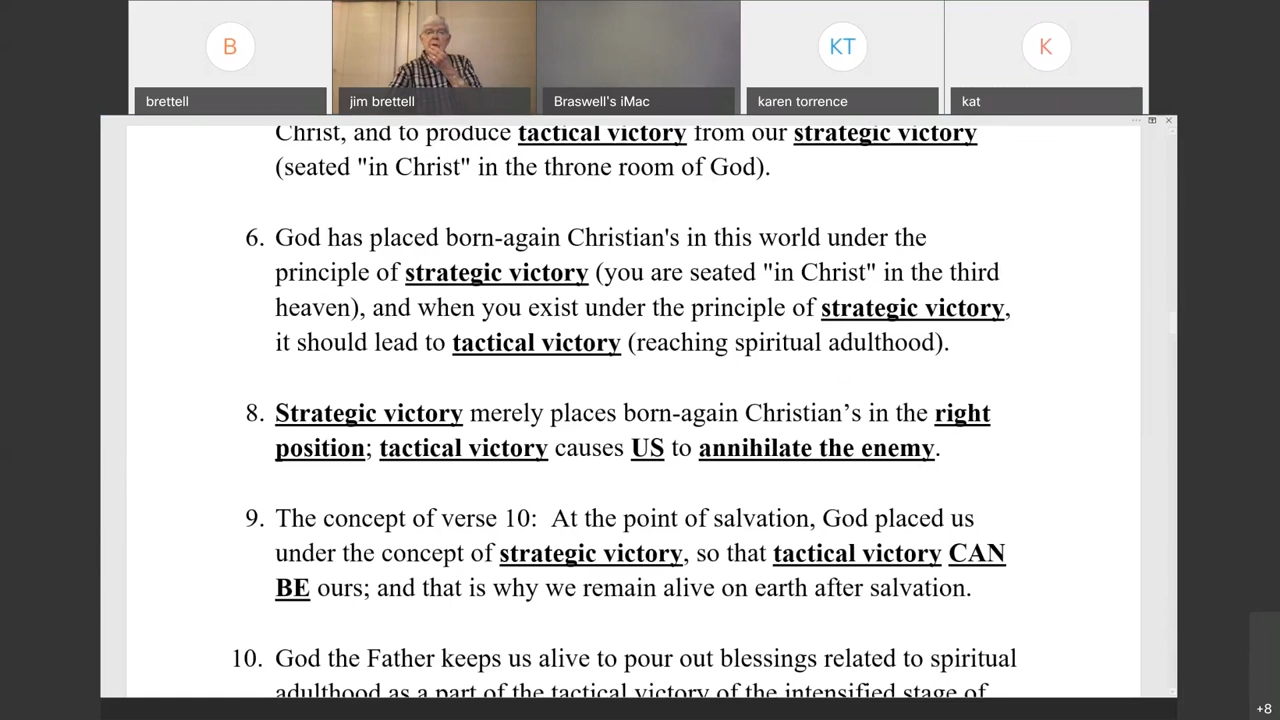 B
KT
K
brettell
jim brettell
Braswell's iMac
karen torrence
kat
Christ, and to produce tactical victory from our strategic victory
(seated "in Christ" in the throne room of God).
6. God has placed born-again Christian's in this world under the
principle of strategic victory (you are seated "in Christ" in the third
heaven), and when you exist under the principle of strategic victory,
it should lead to tactical victory (reaching spiritual adulthood).
8. Strategic victory merely places born-again Christian’s in the right
position; tactical victory causes US to annihilate the enemy.
9. The concept of verse 10:  At the point of salvation, God placed us
under the concept of strategic victory, so that tactical victory CAN
BE ours; and that is why we remain alive on earth after salvation.
10. God the Father keeps us alive to pour out blessings related to spiritual
adulthood as a part of the tactical victory of the intensified stage of
+8